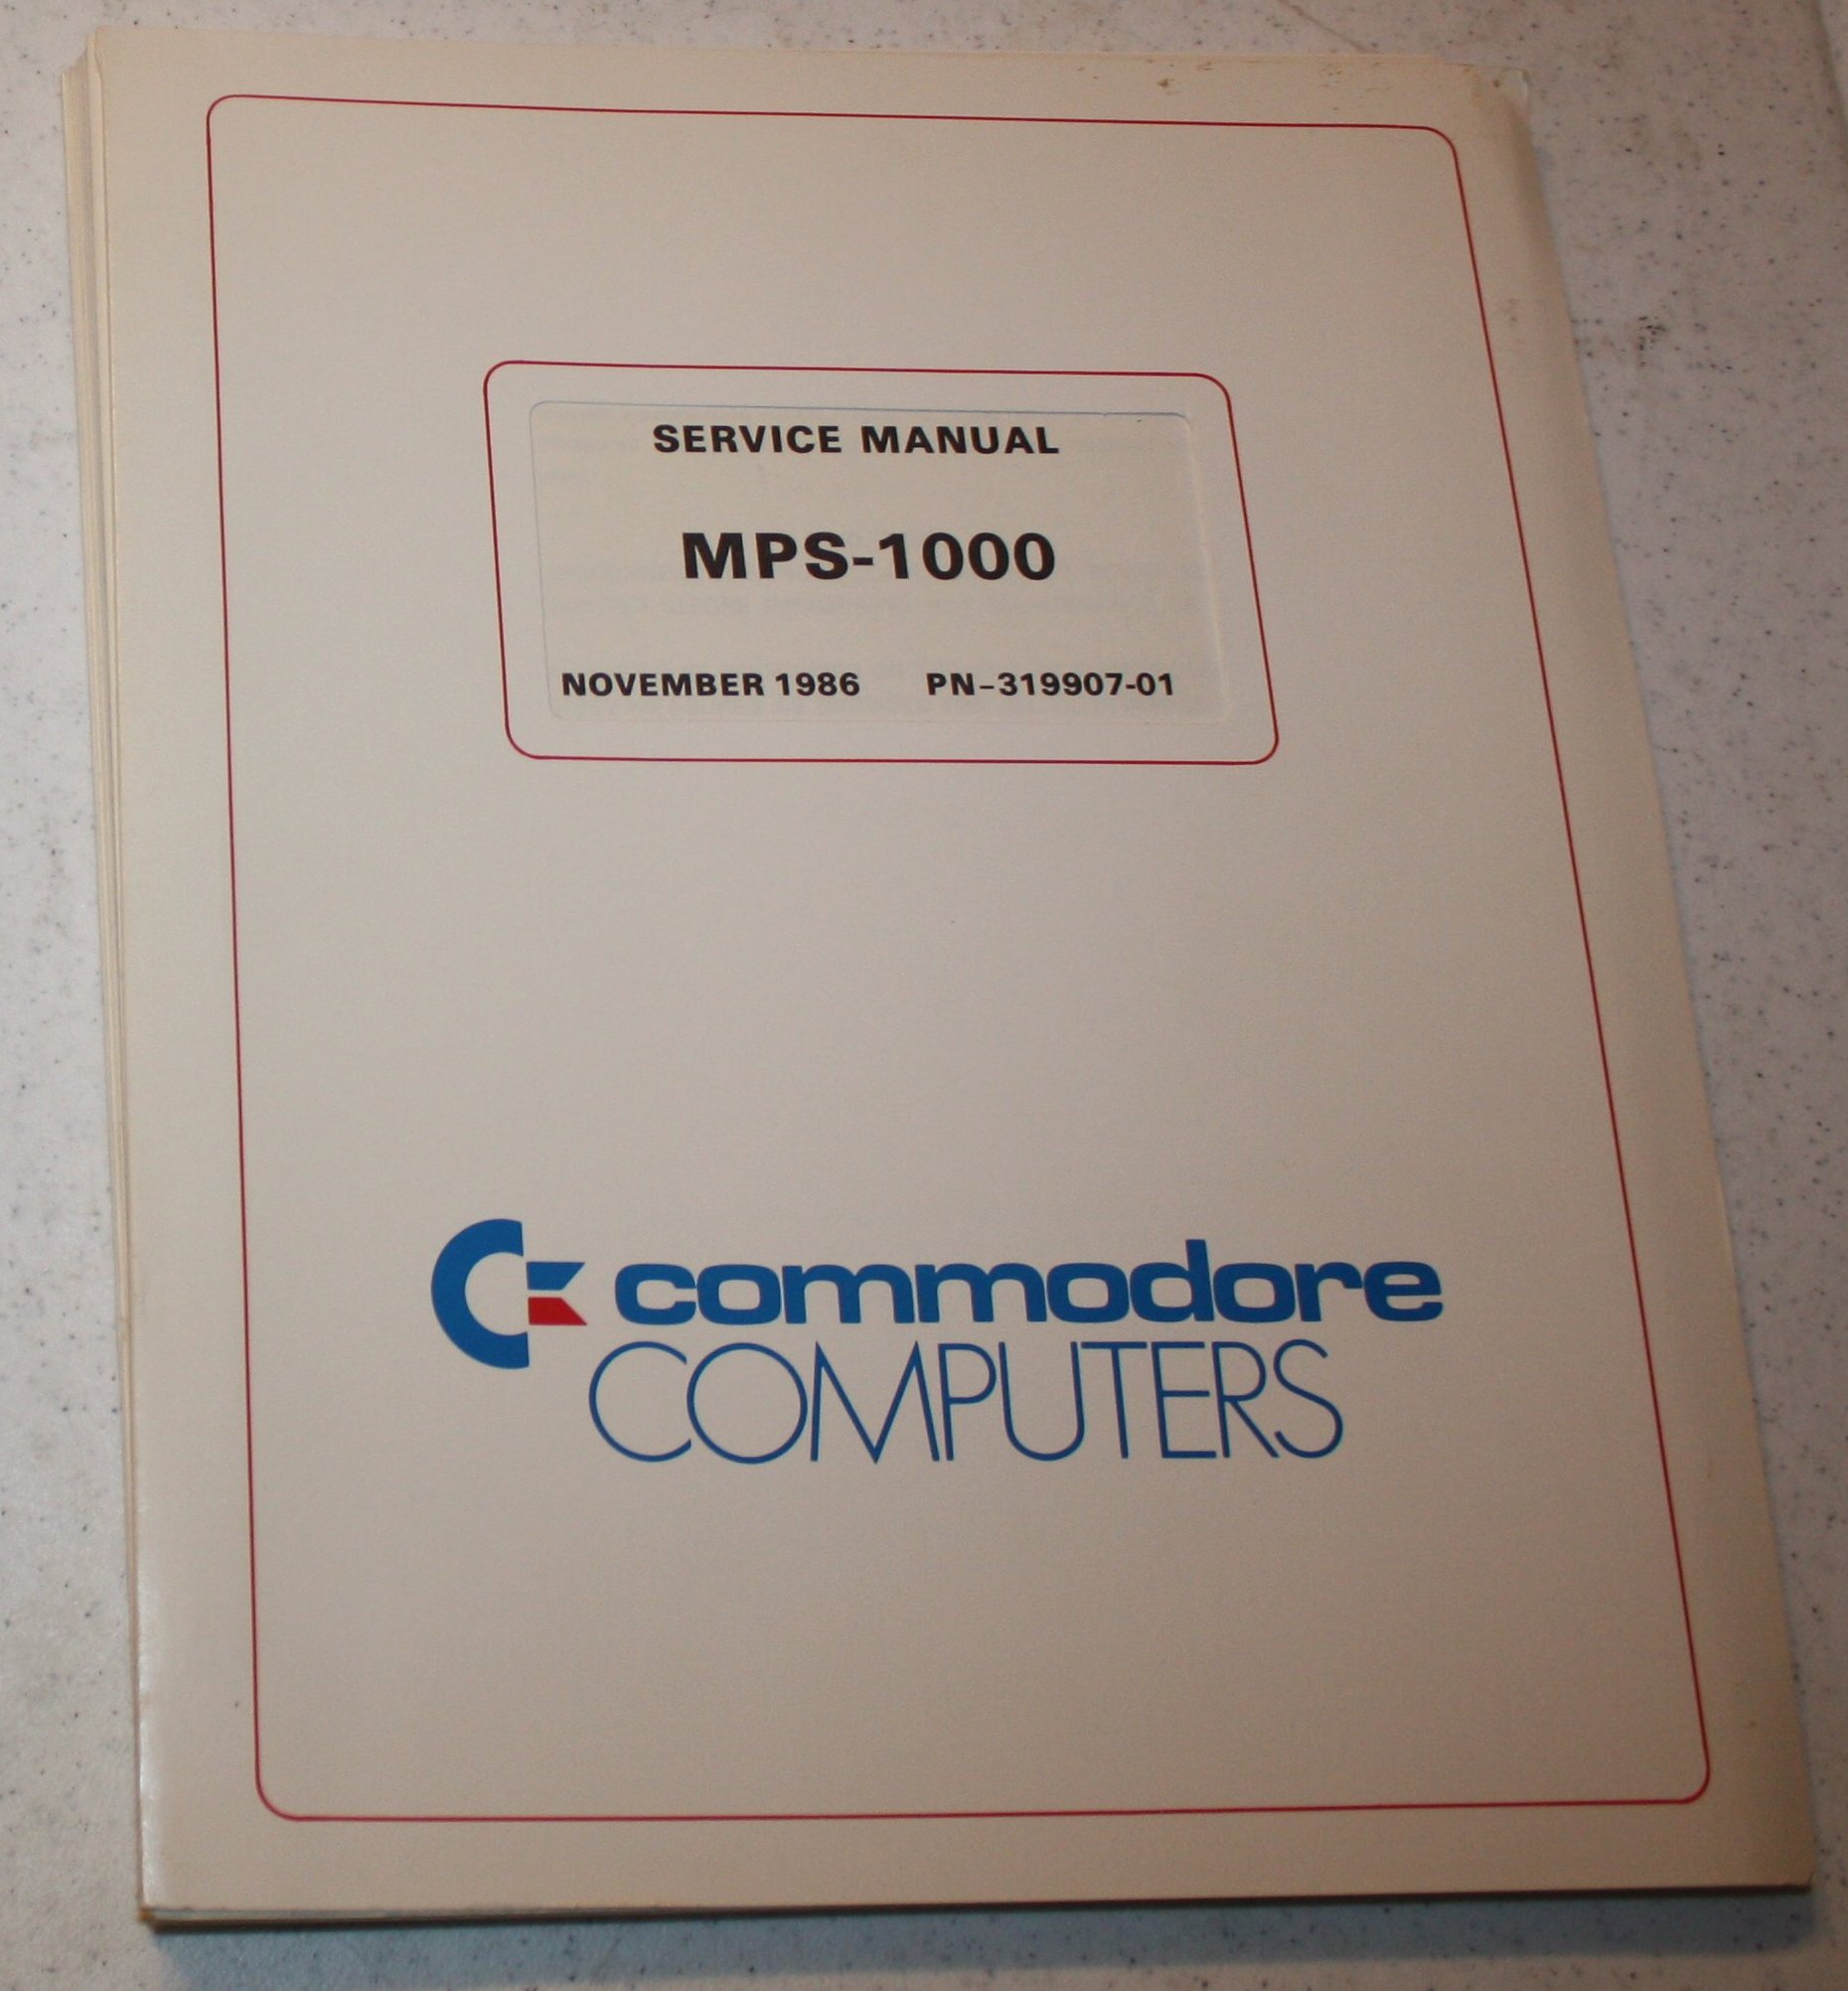 SERVICE MANUAL
MPS-1000
NOVEMBER 1986 PN-319907-01
commodore
COMPUTERS